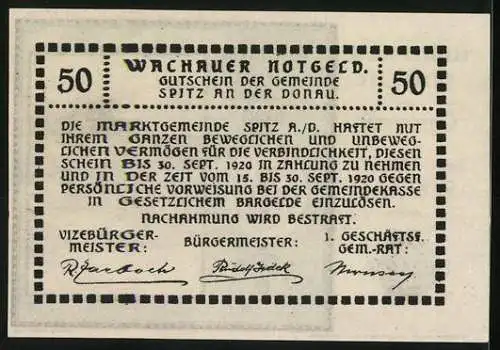 50 WACHAUER NOTGELD. 50
GUTSCHEIN DER GEMEINDE
SPITZ AN DER DONAU.
DIE MARKTGEMEINDE SPITZ A./D. HAFTET MIT
IHREM GANZEN BEWEGLICHEN UND UNBEWEG-
LICHEN VERMÖGEN FÜR DIE VERBINDLICHKEIT, DIESEN
SCHEIN BIS 30. SEPT. 1920 IN ZAHLUNG ZU NEHMEN
UND IN DER ZEIT VOM 15. BIS 30. SEPT. 1920 GEGEN
PERSÖNLICHE VORWEISUNG BEI DER GEMEINDEKASSE
IN GESETZLICHEM BARGELDE EINZULÖSEN.
NACHAHMUNG WIRD BESTRAFT.
VIZEBÜRGER-
MEISTER:
BÜRGERMEISTER:
1. GESCHÄFTSF.
GEM.-RAT: